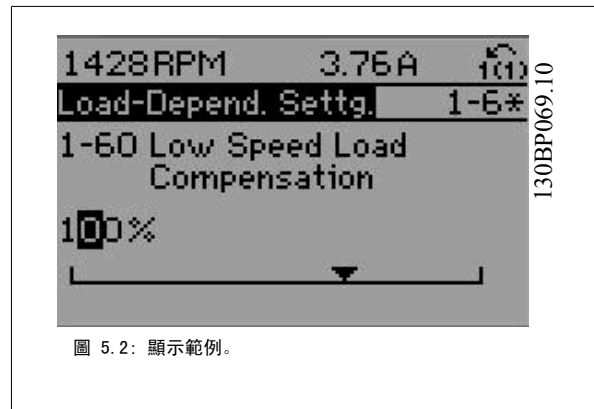 1428RPM 3.76A 1(1)
Load-Depend. Settg. 1-6*
1-60 Low Speed Load
Compensation
100%
130BP069.10
圖 5.2: 顯示範例。